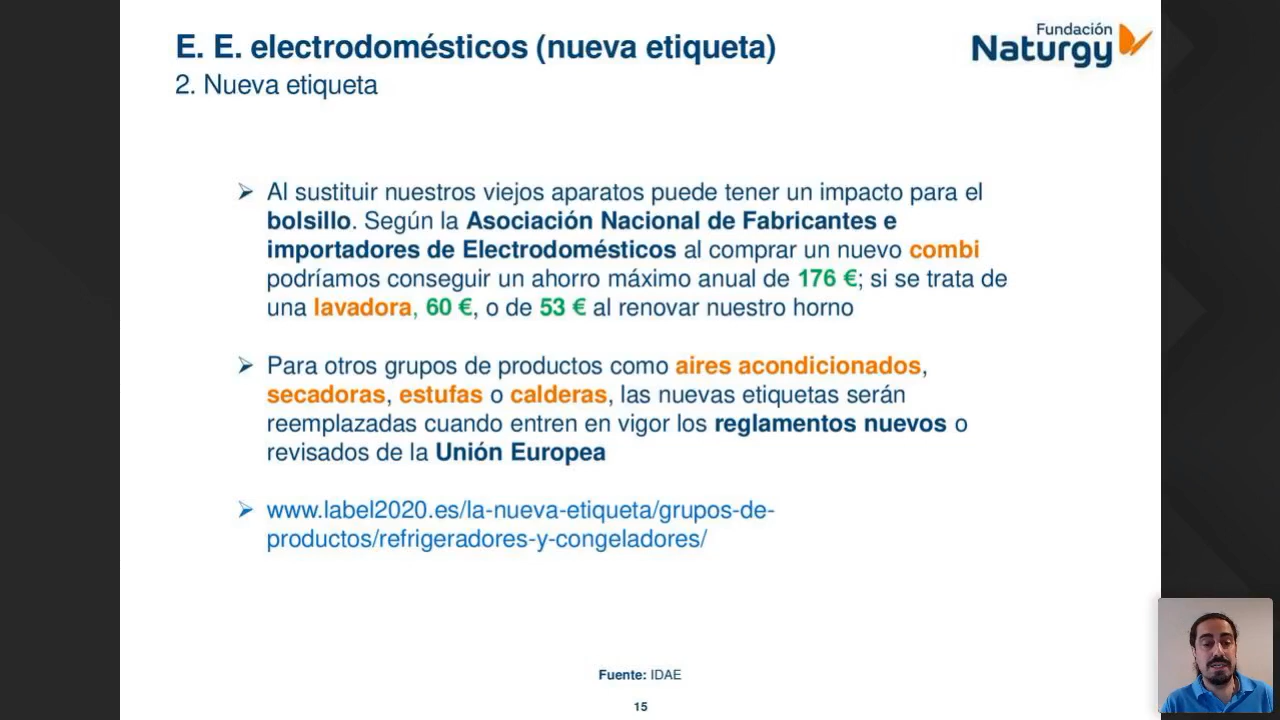 E. E. electrodomésticos (nueva etiqueta)
2. Nueva etiqueta
Fundación
Naturgy
Al sustituir nuestros viejos aparatos puede tener un impacto para el
bolsillo. Según la Asociación Nacional de Fabricantes e
importadores de Electrodomésticos al comprar un nuevo combi
podríamos conseguir un ahorro máximo anual de 176 €; si se trata de
una lavadora, 60 €, o de 53 € al renovar nuestro horno
Para otros grupos de productos como aires acondicionados,
secadoras, estufas o calderas, las nuevas etiquetas serán
reemplazadas cuando entren en vigor los reglamentos nuevos o
revisados de la Unión Europea
www.label2020.es/la-nueva-etiqueta/grupos-de-
productos/refrigeradores-y-congeladores/
Fuente: IDAE
15